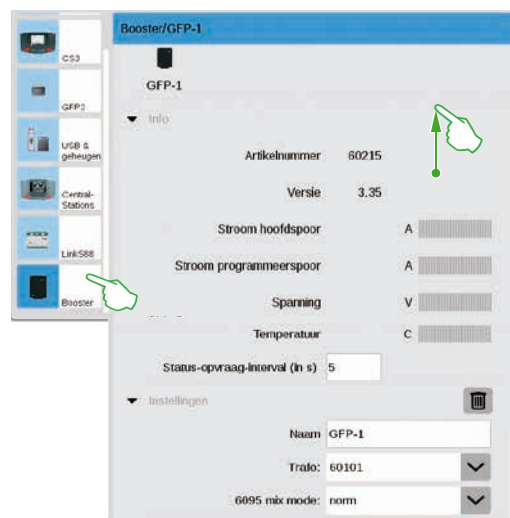 CS3
GFP3
USB &
geheugen
Central-
Stations
LinkS88
Booster
Booster/GFP-1
GFP-1
Info
Artikelnummer 60215
Versie 3.35
Stroom hoofdspoor A
Stroom programmeerspoor A
Spanning V
Temperatuur C
Status-opvraag-interval (in s) 5
Instellingen
Naam GFP-1
Trafo: 60101
6095 mix mode: norm